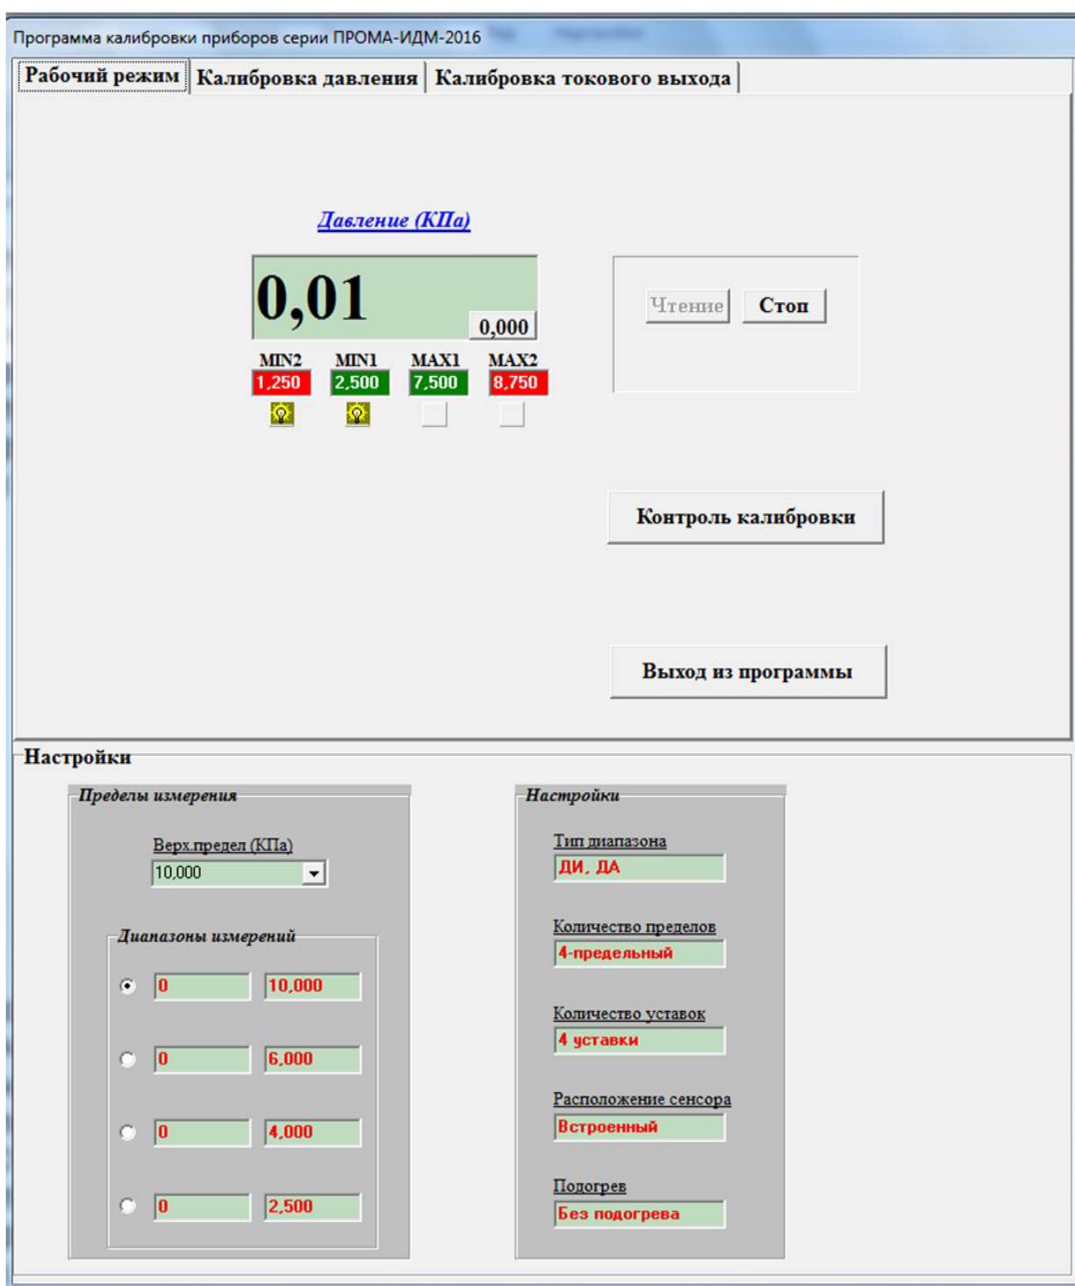 Программа калибровки приборов серии ПРОМА-ИДМ-2016
Рабочий режим Калибровка давления Калибровка токового выхода
Давление (КПа)
0,01
0,000
MIN2 MIN1 MAX1 MAX2
1,250 2,500 7,500 8,750
Чтение Стоп
Контроль калибровки
Выход из программы
Настройки
Пределы измерения
Верх.предел (КПа)
10,000
Диапазоны измерений
0 10,000
0 6,000
0 4,000
0 2,500
Настройки
Тип диапазона
ДИ, ДА
Количество пределов
4-предельный
Количество уставок
4 уставки
Расположение сенсора
Встроенный
Подогрев
Без подогрева